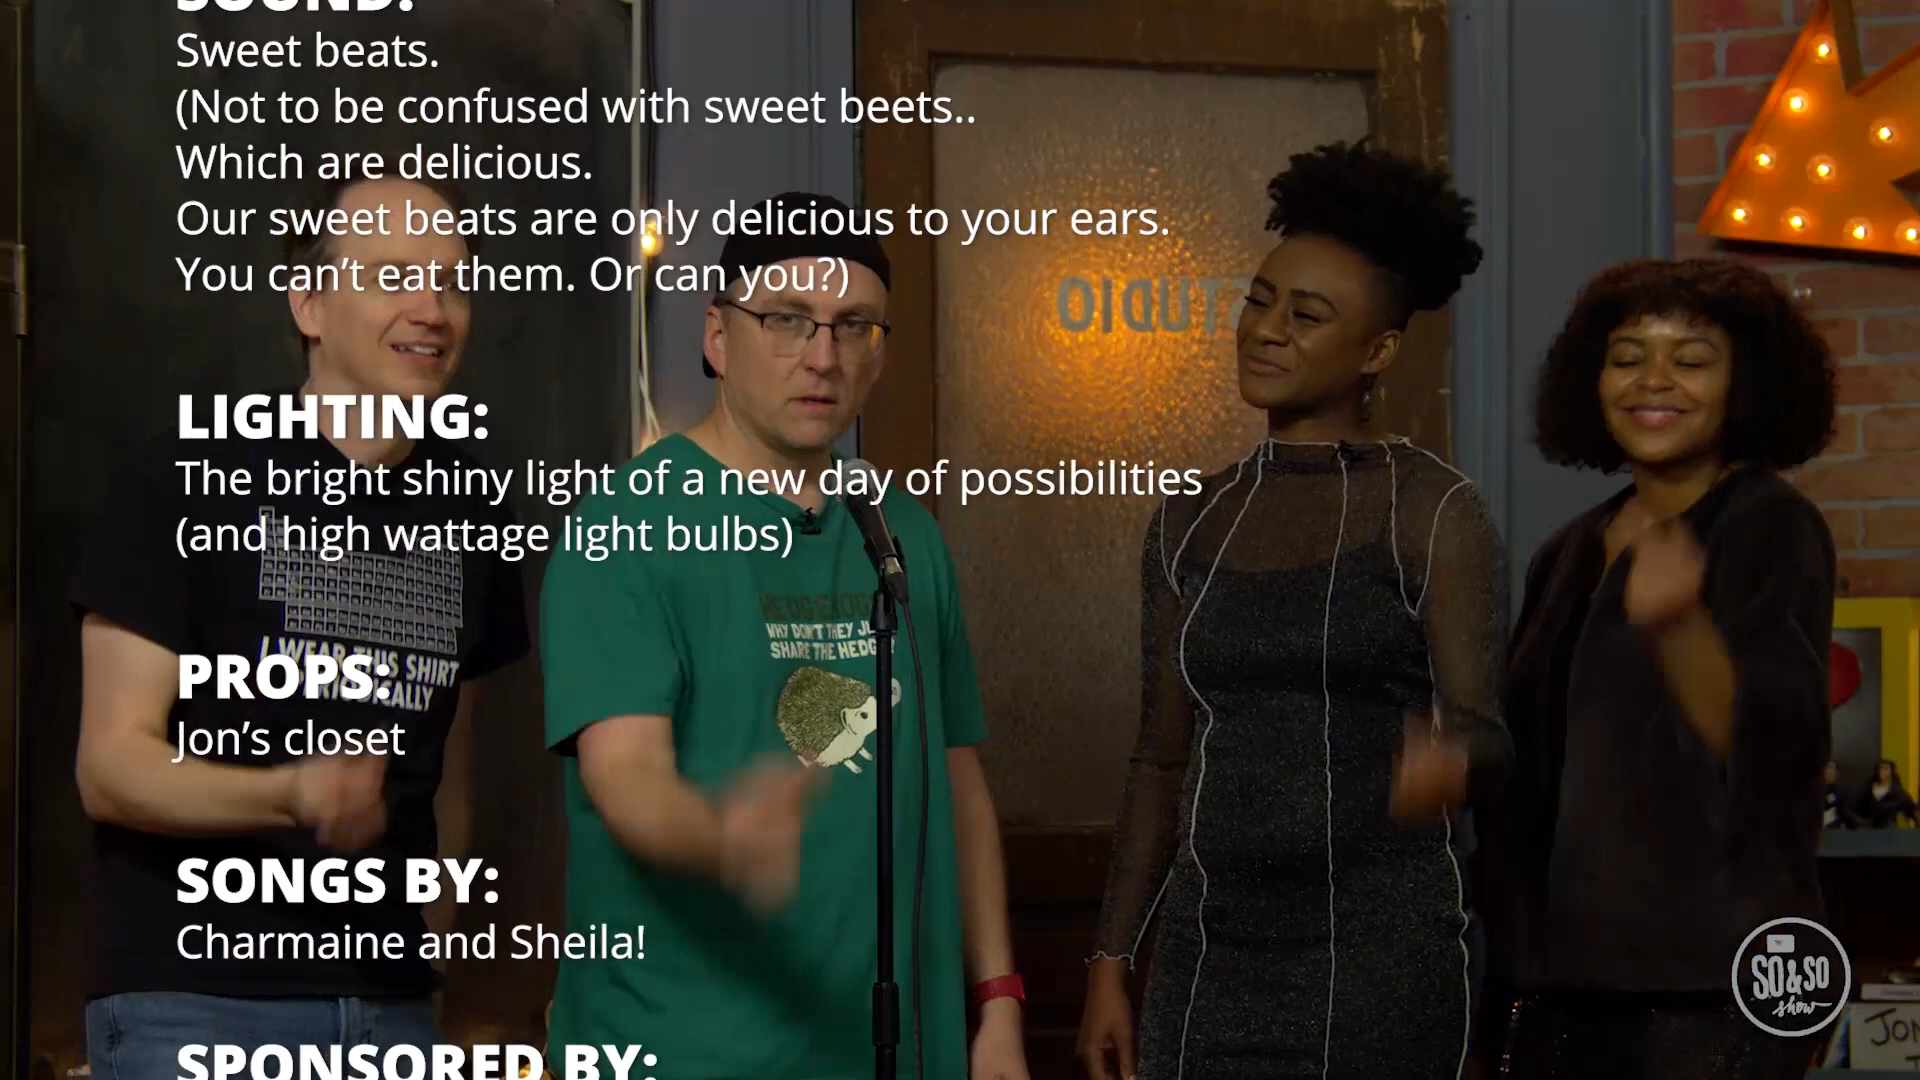 SOUND:
Sweet beats.
(Not to be confused with sweet beets..
Which are delicious.
Our sweet beats are only delicious to your ears.
You can’t eat them. Or can you?)
LIGHTING:
The bright shiny light of a new day of possibilities
(and high wattage light bulbs)
PROPS:
Jon’s closet
SONGS BY:
Charmaine and Sheila!
SPONSORED BY:
I WEAR THIS SHIRT
PERIODICALLY
WHY DON'T THEY
SHARE THE
SO&SO
show